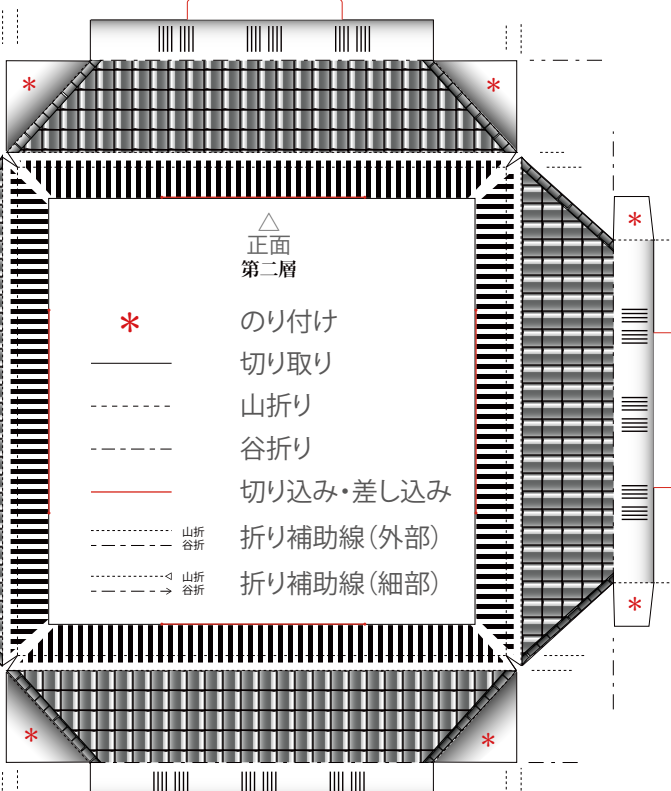 △
正面
第二層
* のり付け
切り取り
山折り
谷折り
切り込み・差し込み
山折
谷折
折り補助線（外部）
山折
谷折
折り補助線（細部）